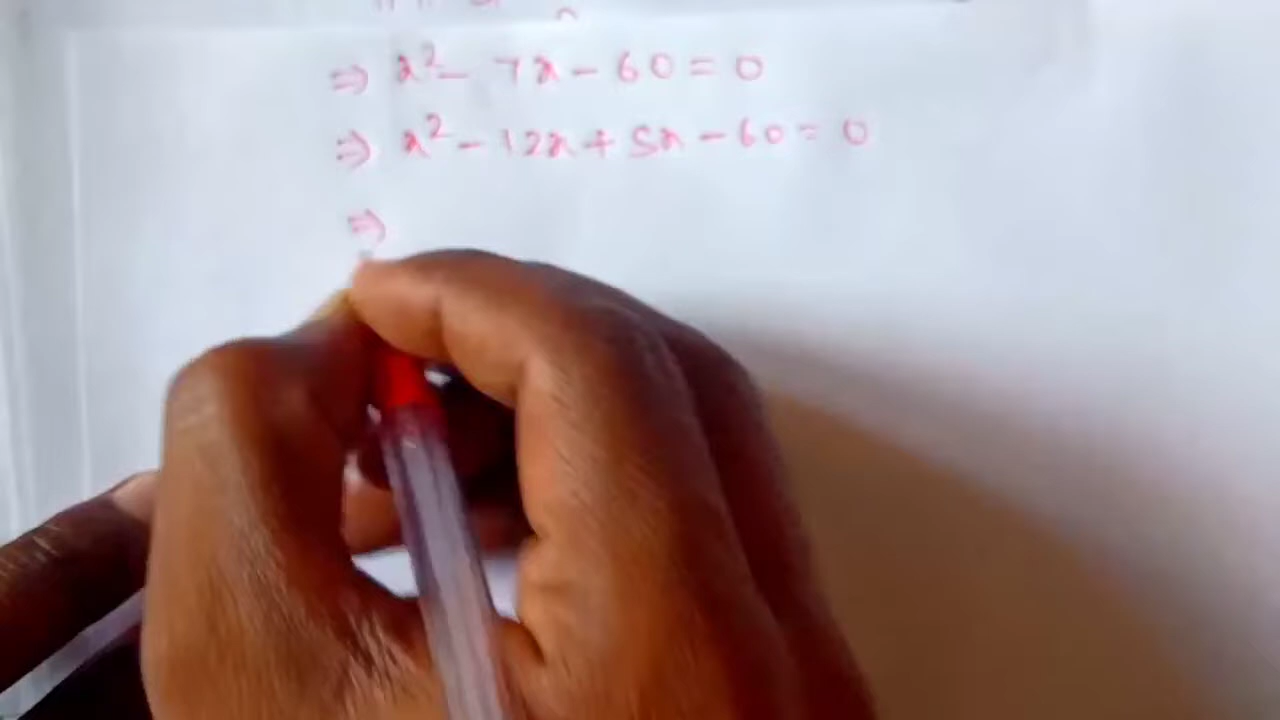 ⇒ x² - 7x - 60 = 0
⇒ x² - 12x + 5x - 60 = 0
⇒